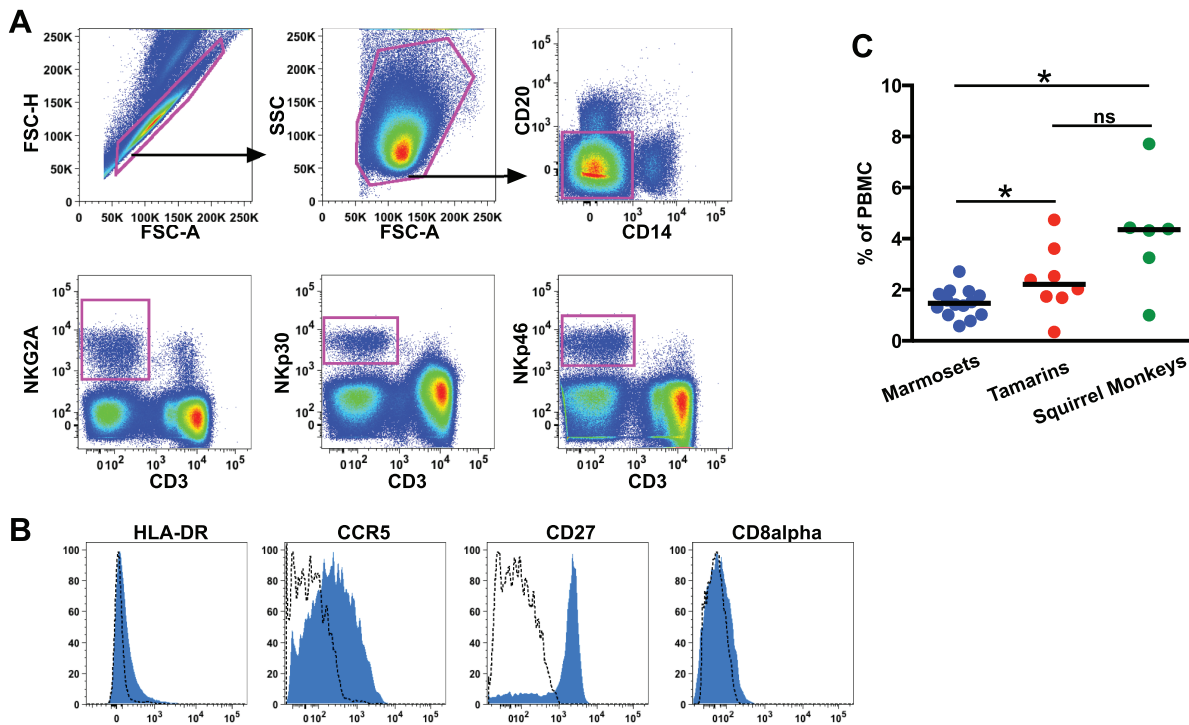 A
FSC-H
250K
200K
150K
100K
50K
0
0 50K 100K 150K 200K 250K
FSC-A
SSC
250K
200K
150K
100K
50K
0
0 50K 100K 150K 200K 250K
FSC-A
CD20
10^5
10^4
10^3
0
0 10^3 10^4 10^5
CD14
NKG2A
10^5
10^4
10^3
10^2
0
0 10^2 10^3 10^4 10^5
CD3
NKp30
10^5
10^4
10^3
10^2
0
0 10^2 10^3 10^4 10^5
CD3
NKp46
10^5
10^4
10^3
10^2
0
0 10^2 10^3 10^4 10^5
CD3
B
HLA-DR
100
80
60
40
20
0
0 10^2 10^3 10^4 10^5
CCR5
100
80
60
40
20
0
0 10^2 10^3 10^4 10^5
CD27
100
80
60
40
20
0
0 10^2 10^3 10^4 10^5
CD8alpha
100
80
60
40
20
0
0 10^2 10^3 10^4 10^5
C
% of PBMC
10
8
6
4
2
0
*
ns
*
Marmosets
Tamarins
Squirrel Monkeys